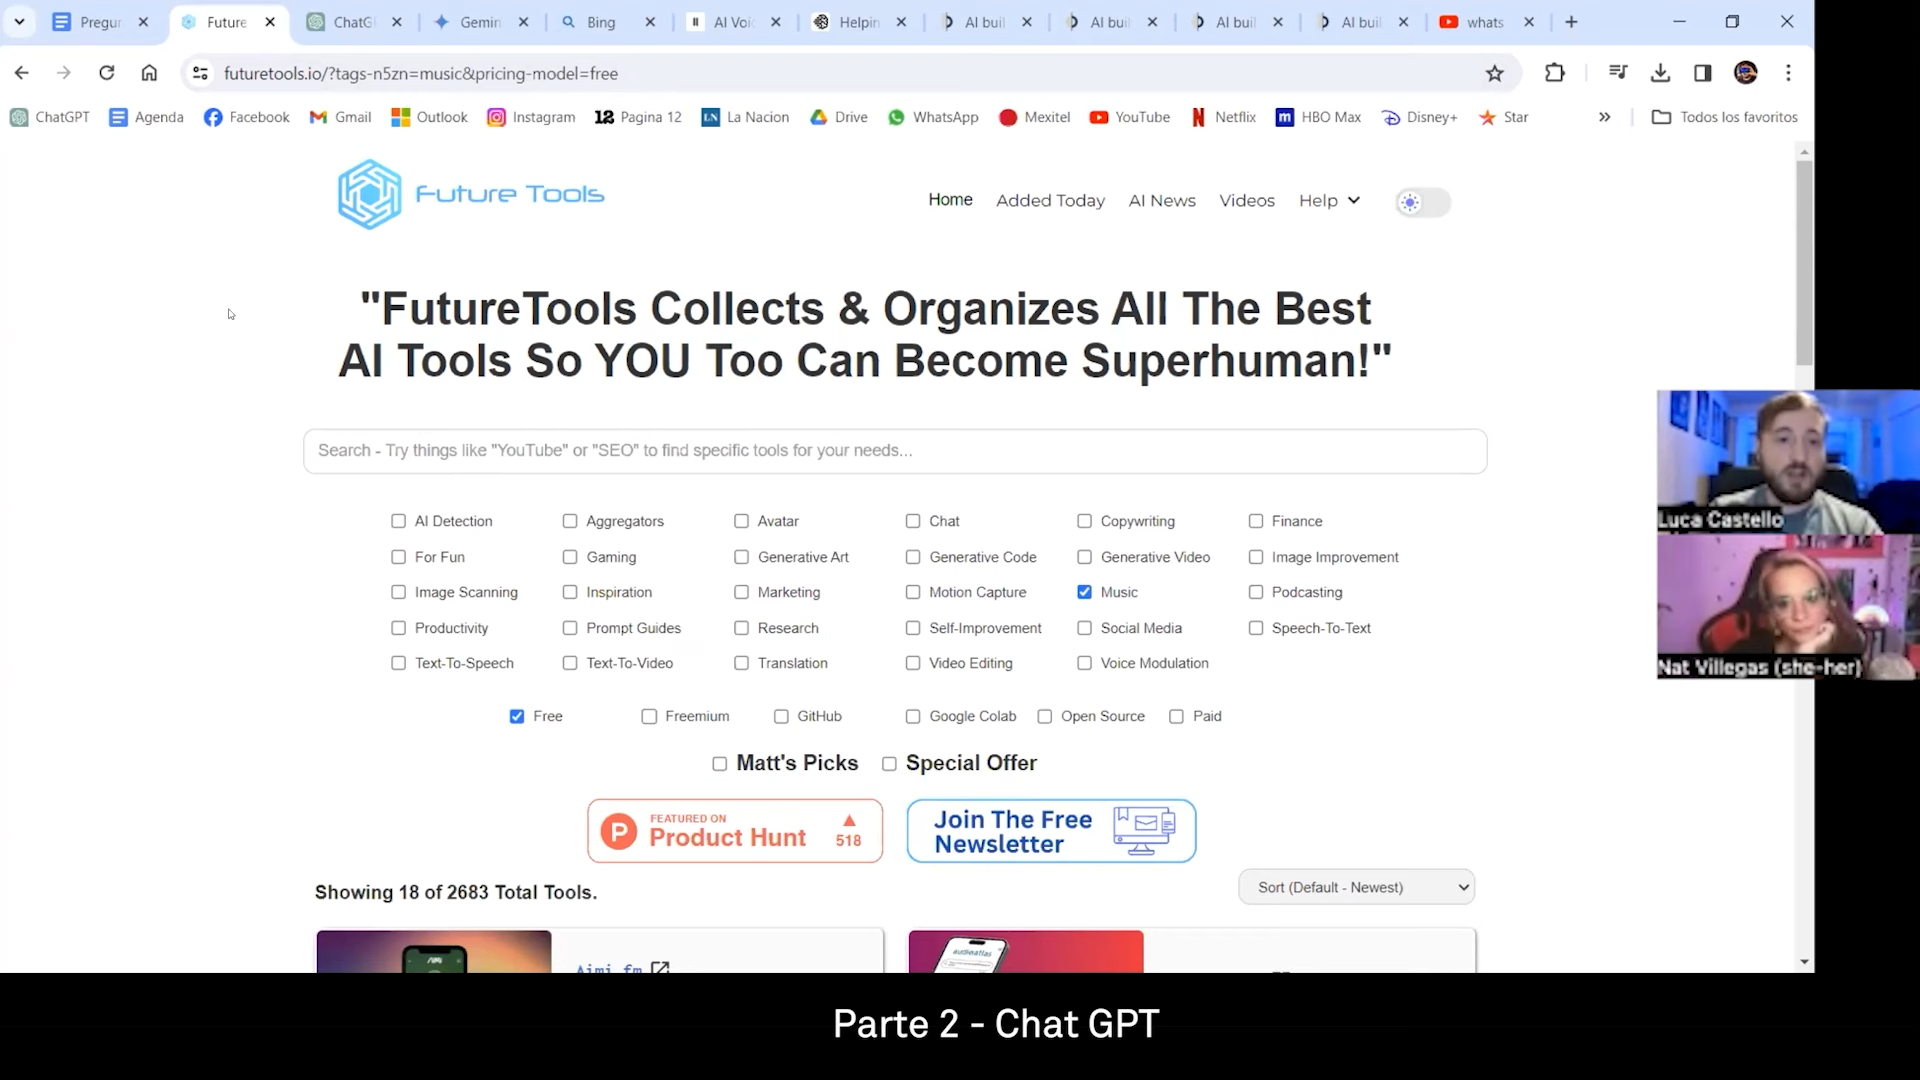 Pregur
Future
ChatGI
Gemin
Bing
AI Voic
Helpin
AI buil
AI buil
AI buil
AI buil
whats
futuretools.io/?tags-n5zn=music&pricing-model=free
ChatGPT
Agenda
Facebook
Gmail
Outlook
Instagram
12 Pagina 12
LN La Nacion
Drive
WhatsApp
Mexitel
YouTube
Netflix
m HBO Max
Disney+
Star
Todos los favoritos
Future Tools
Home
Added Today
AI News
Videos
Help
"FutureTools Collects & Organizes All The Best
AI Tools So YOU Too Can Become Superhuman!"
Search - Try things like "YouTube" or "SEO" to find specific tools for your needs...
AI Detection
Aggregators
Avatar
Chat
Copywriting
Finance
For Fun
Gaming
Generative Art
Generative Code
Generative Video
Image Improvement
Image Scanning
Inspiration
Marketing
Motion Capture
Music
Podcasting
Productivity
Prompt Guides
Research
Self-Improvement
Social Media
Speech-To-Text
Text-To-Speech
Text-To-Video
Translation
Video Editing
Voice Modulation
Free
Freemium
GitHub
Google Colab
Open Source
Paid
Matt's Picks
Special Offer
P
FEATURED ON
Product Hunt
518
Join The Free
Newsletter
Showing 18 of 2683 Total Tools.
Sort (Default - Newest)
Aimi.fm
audioatlas
Luca Castello
Nat Villegas (she-her)
Parte 2 - Chat GPT